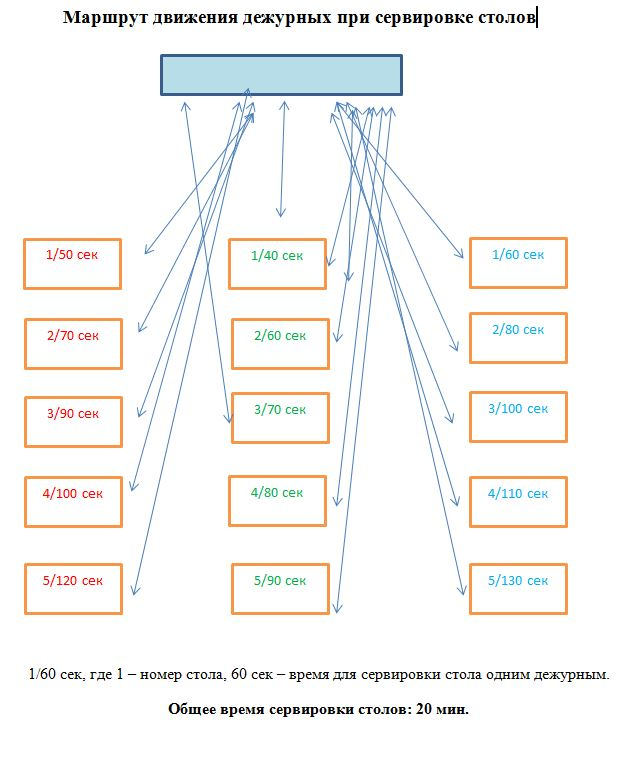 Маршрут движения дежурных при сервировке столов
1/50 сек
1/40 сек
1/60 сек
2/70 сек
2/60 сек
2/80 сек
3/90 сек
3/70 сек
3/100 сек
4/100 сек
4/80 сек
4/110 сек
5/120 сек
5/90 сек
5/130 сек
1/60 сек, где 1 – номер стола, 60 сек – время для сервировки стола одним дежурным.
Общее время сервировки столов: 20 мин.